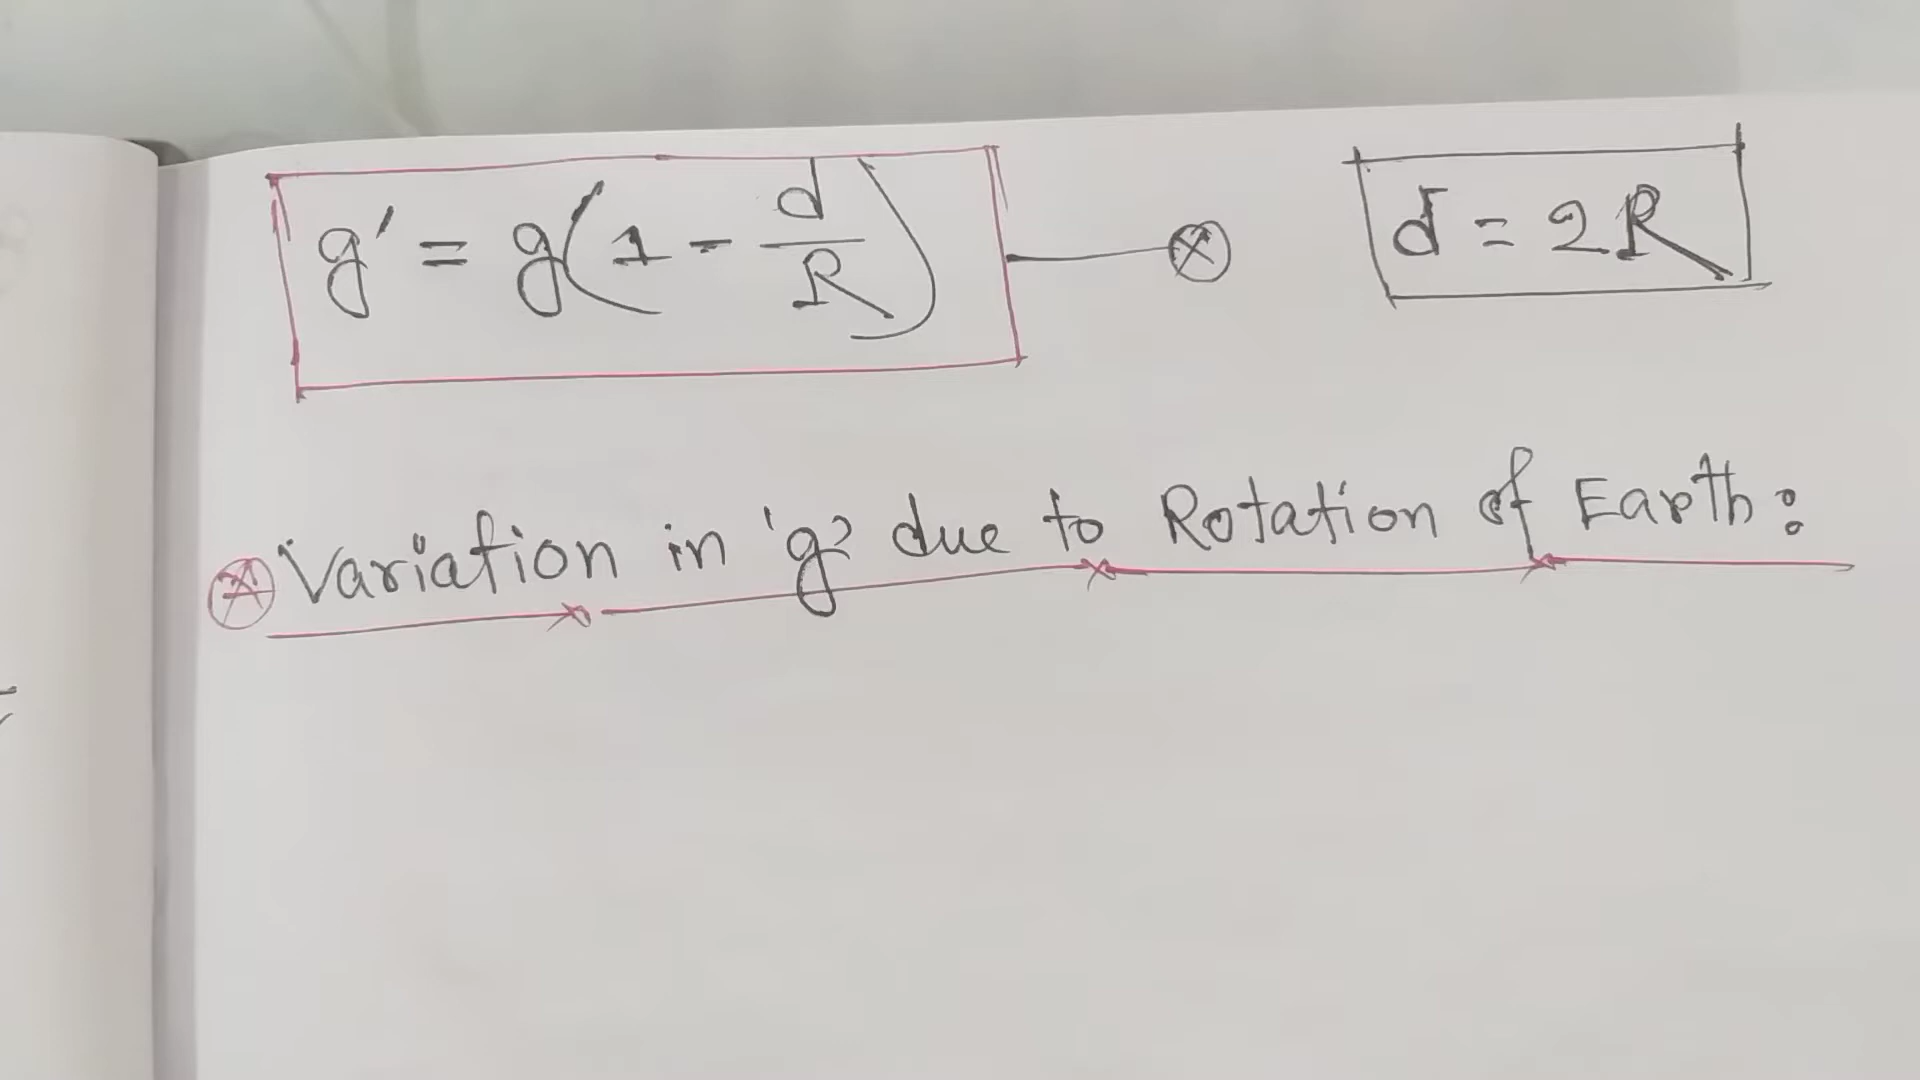 g' = g(1 - d/R) ⊗ d = 2R
⊗ Variation in 'g' due to Rotation of Earth: